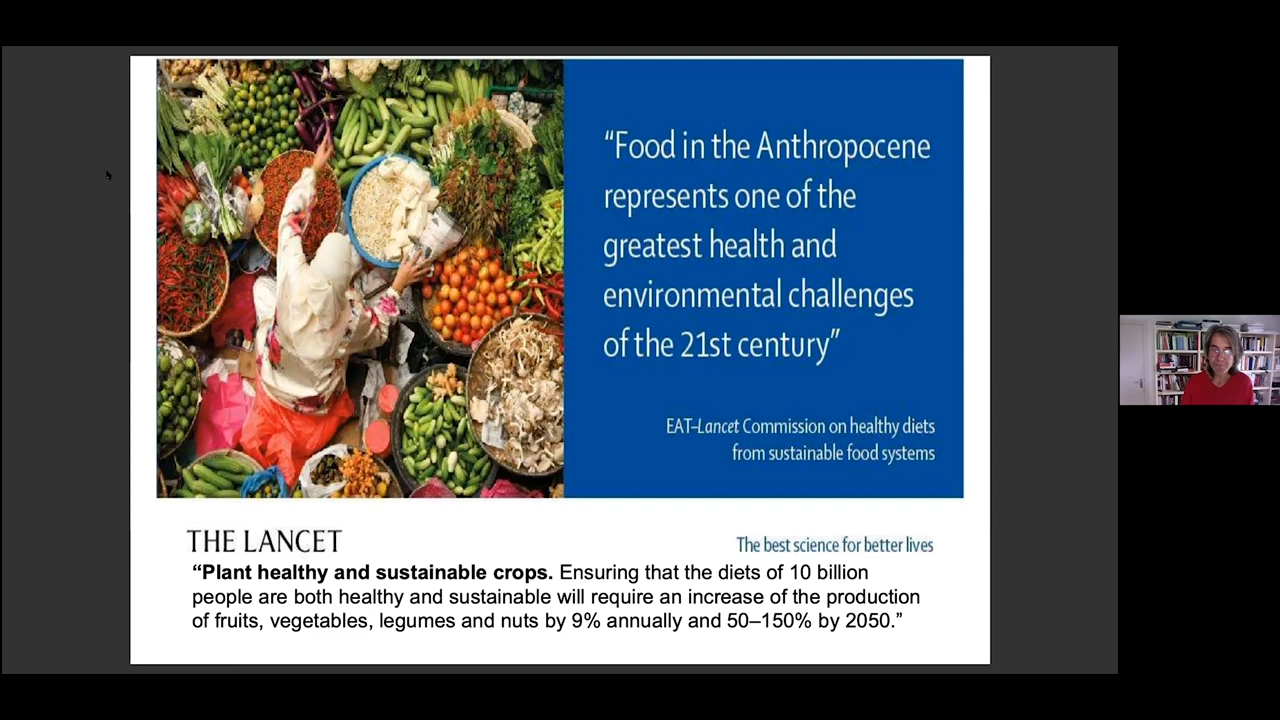 “Food in the Anthropocene
represents one of the
greatest health and
environmental challenges
of the 21st century”
EAT–Lancet Commission on healthy diets
from sustainable food systems
THE LANCET
The best science for better lives
“Plant healthy and sustainable crops. Ensuring that the diets of 10 billion
people are both healthy and sustainable will require an increase of the production
of fruits, vegetables, legumes and nuts by 9% annually and 50–150% by 2050.”